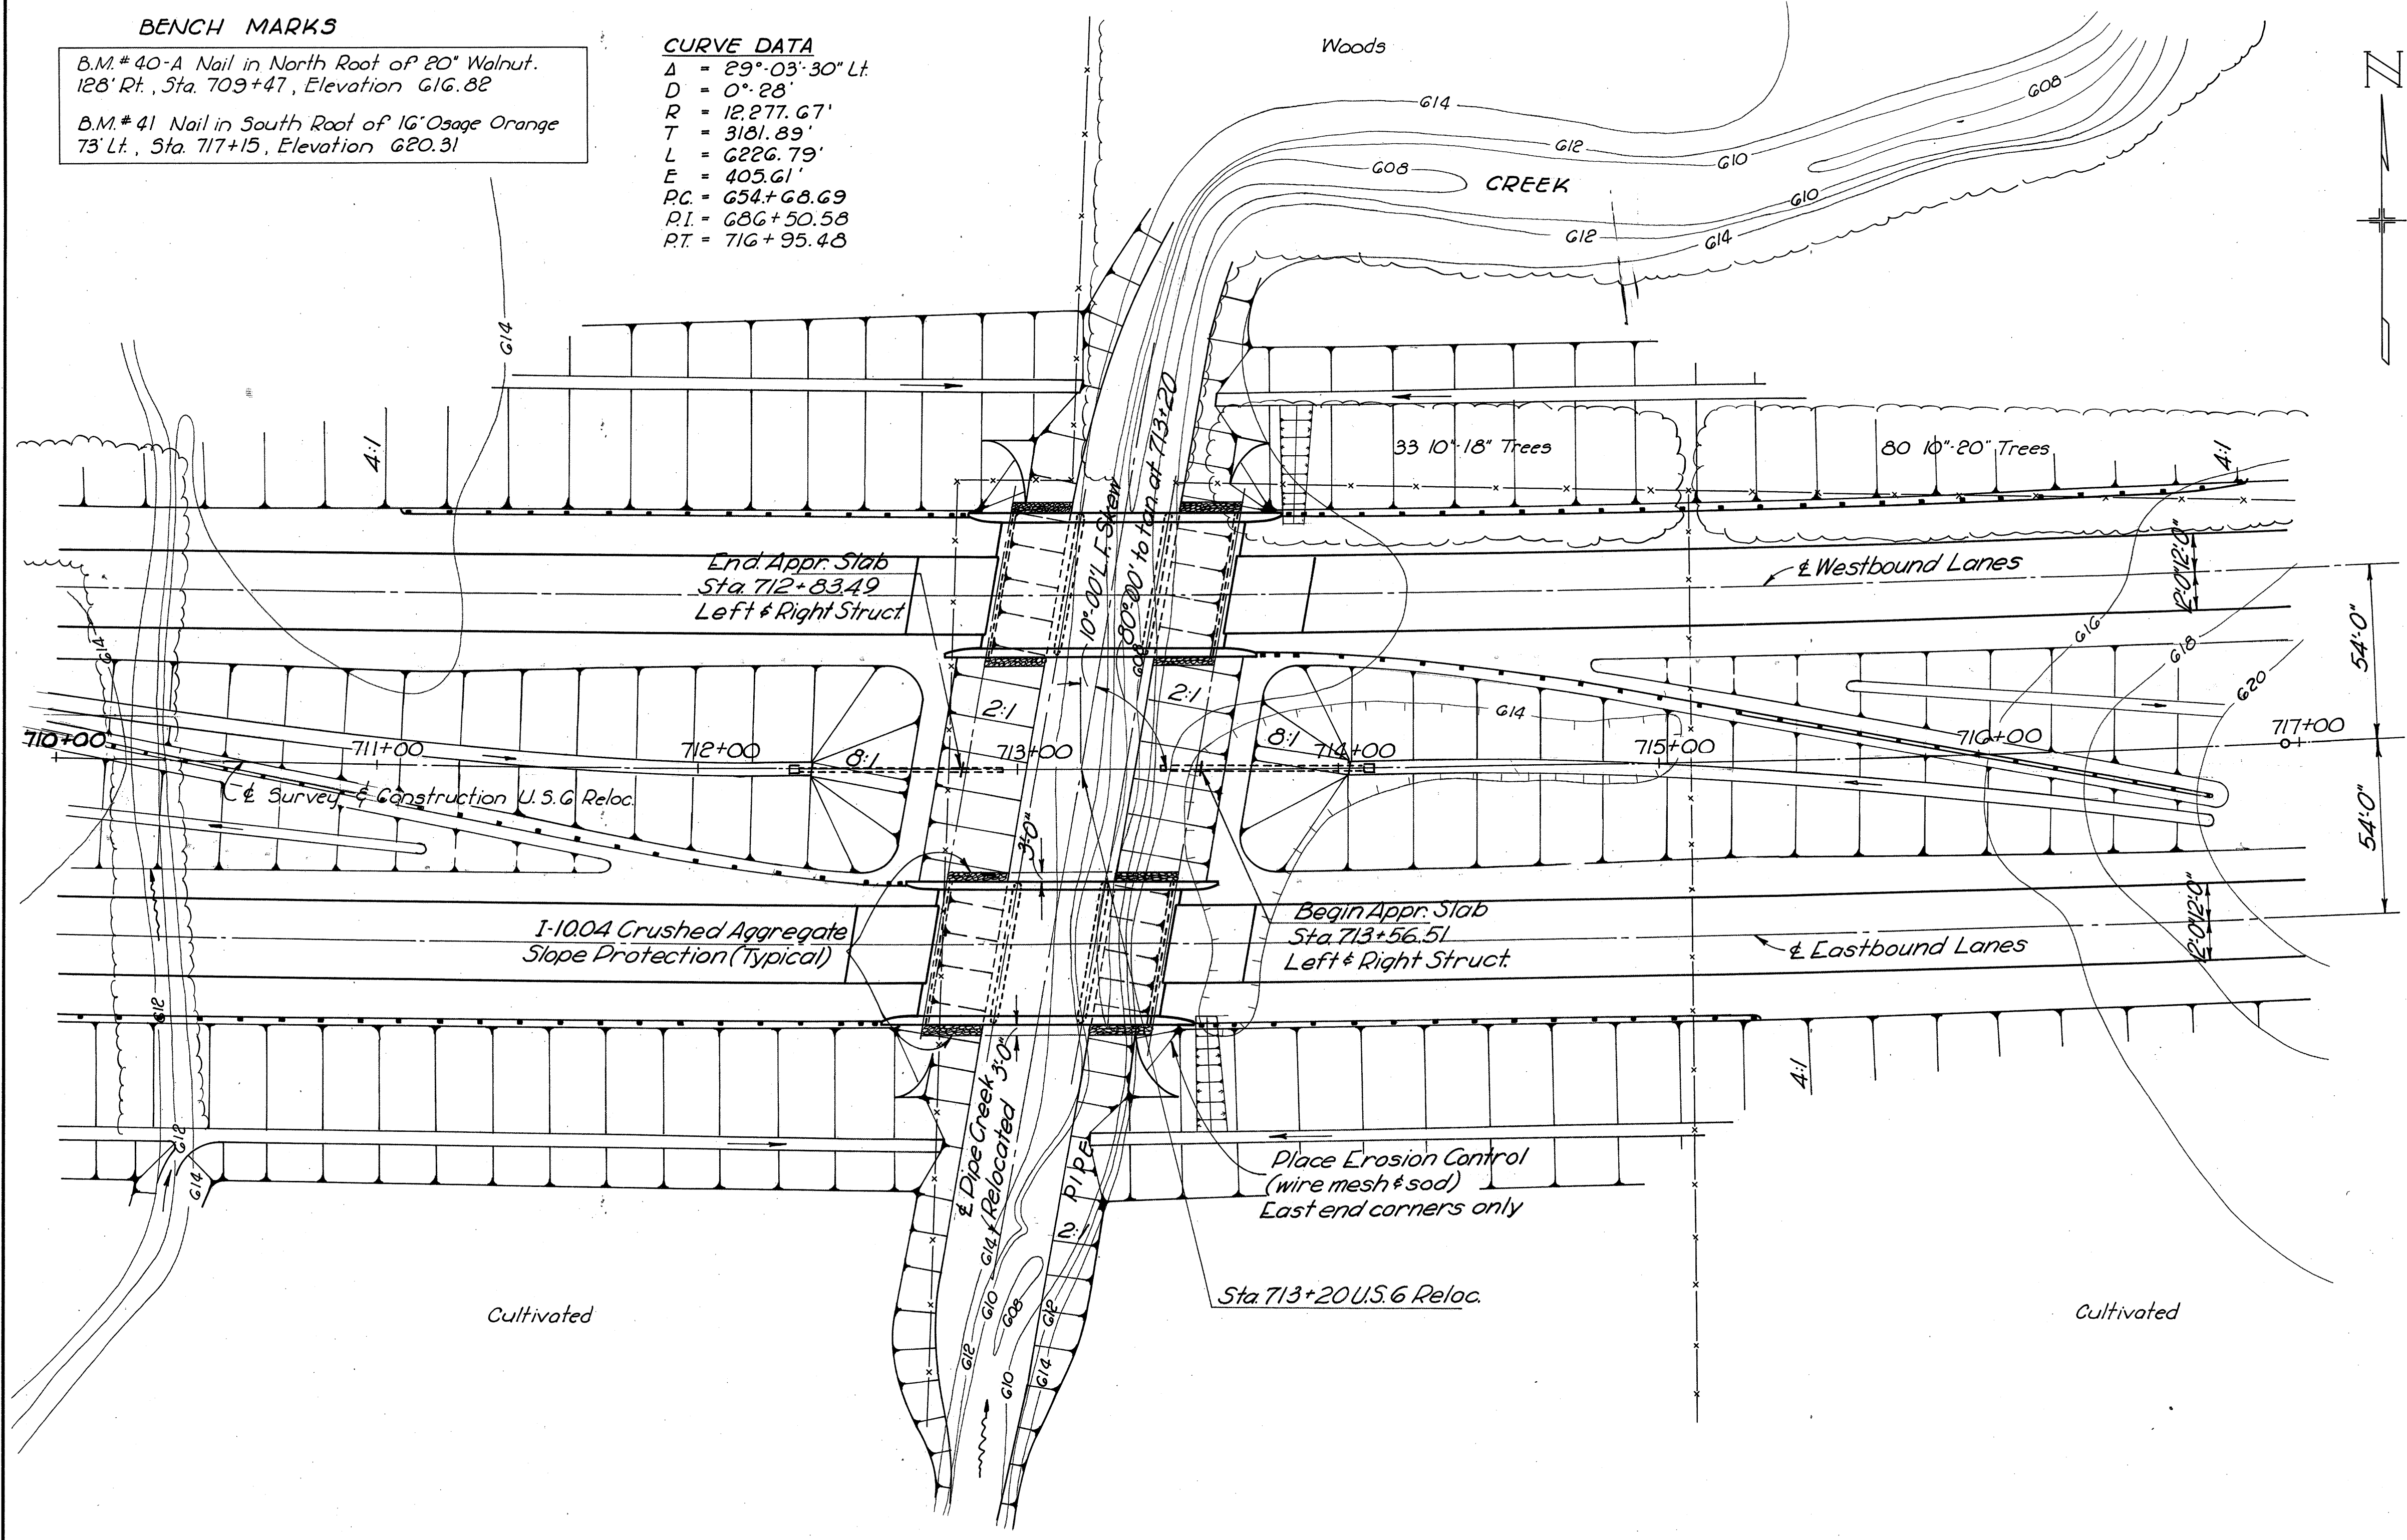 BENCH MARKS
B.M.# 40-A Nail in North Root of 20" Walnut.
128' Rt., Sta. 709+47, Elevation 616.82
B.M.# 41 Nail in South Root of 16" Osage Orange
73' Lt., Sta. 717+15, Elevation 620.31
CURVE DATA
Δ = 29°-03'-30" Lt.
D = 0°-28'
R = 12,277.67'
T = 3181.89'
L = 6226.79'
E = 405.61'
P.C. = 654+68.69
P.I. = 686+50.58
P.T. = 716+95.48
Woods
N
614
608
612
610
608
CREEK
610
612
614
614
4:1
33 10"-18" Trees
80 10"-20" Trees
4:1
10°-00' L.F. Skew
80°-00' to tan. at 713+20
608
End. Appr. Slab
Sta. 712+83.49
Left & Right Struct.
℄ Westbound Lanes
12'-0"
12'-0"
54'-0"
614
616
618
620
2:1
2:1
614
710+00
711+00
712+00
8:1
713+00
8:1
714+00
715+00
716+00
717+00
℄ Survey & Construction U.S.6 Reloc.
54'-0"
3'-0"
I-10.04 Crushed Aggregate
Slope Protection (Typical)
Begin Appr. Slab
Sta. 713+56.51
Left & Right Struct.
℄ Eastbound Lanes
12'-0"
12'-0"
612
3'-0"
4:1
612
614
℄ Pipe Creek
Relocated
614
PIPE
2:1
Place Erosion Control
(wire mesh & sod)
East end corners only
Sta. 713+20 U.S. 6 Reloc.
610
608
612
612
610
614
Cultivated
Cultivated